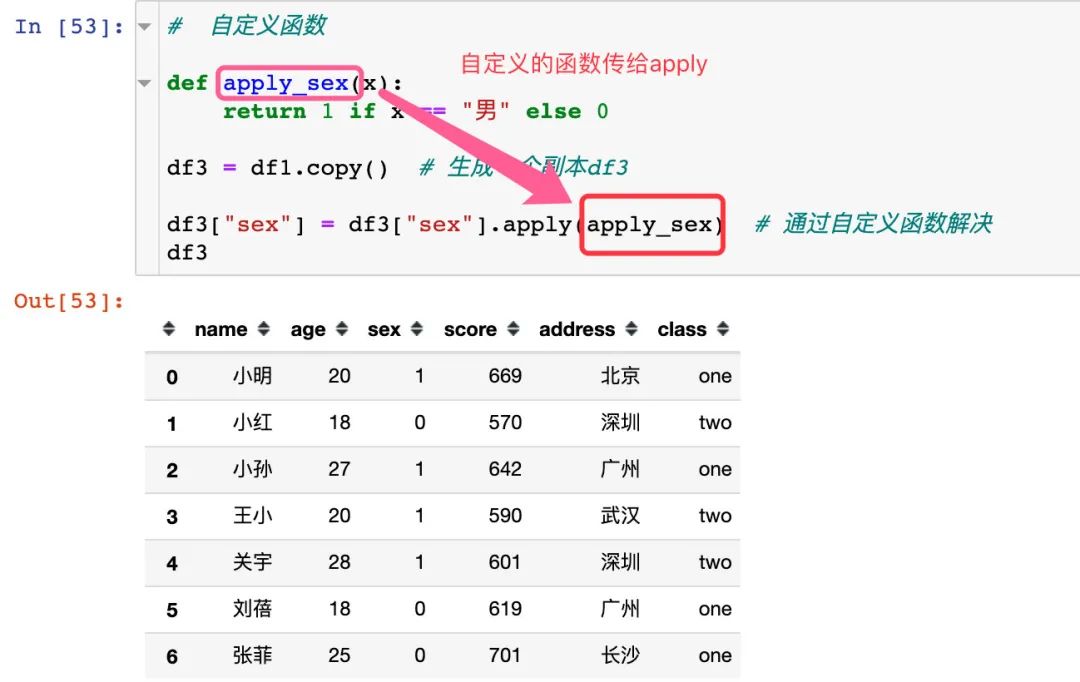 In [53]: # 自定义函数
自定义的函数传给apply
def apply_sex(x):
return 1 if x == "男" else 0
df3 = df1.copy() # 生成 个副本df3
df3["sex"] = df3["sex"].apply(apply_sex) # 通过自定义函数解决
df3
Out[53]:
name age sex score address class
0 小明 20 1 669 北京 one
1 小红 18 0 570 深圳 two
2 小孙 27 1 642 广州 one
3 王小 20 1 590 武汉 two
4 关宇 28 1 601 深圳 two
5 刘蓓 18 0 619 广州 one
6 张菲 25 0 701 长沙 one